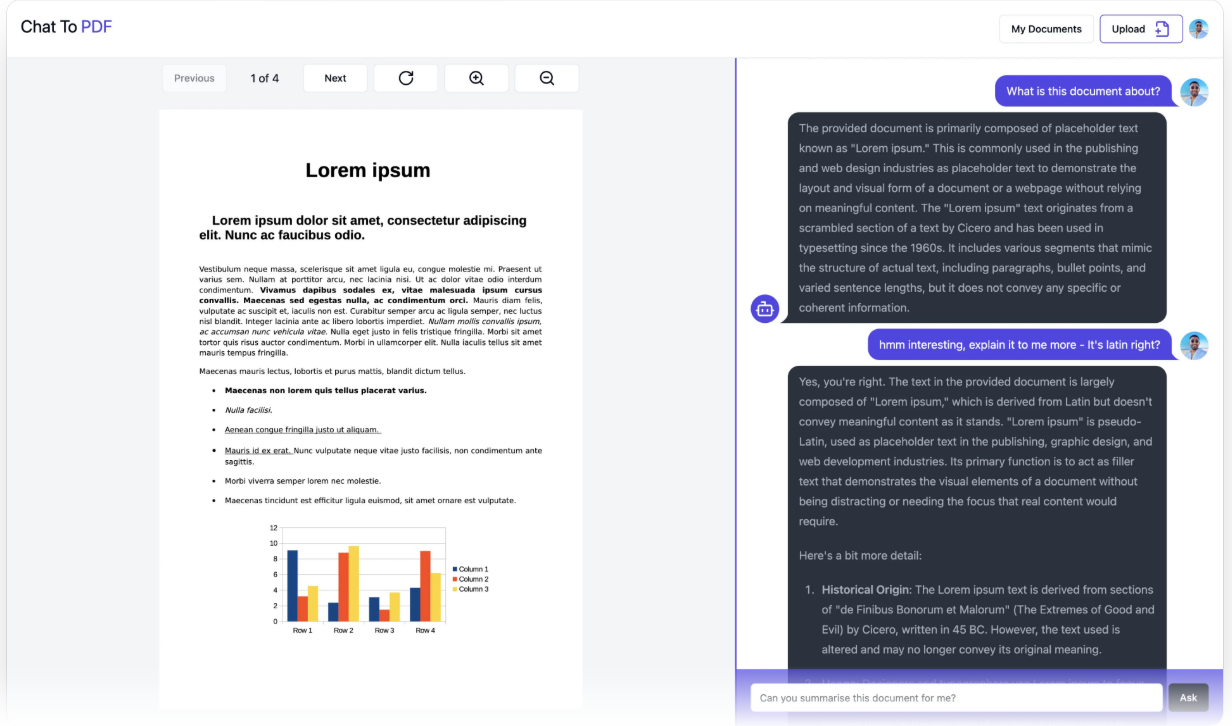 Chat To PDF
My Documents
Upload
Previous
1 of 4
Next
Lorem ipsum
Lorem ipsum dolor sit amet, consectetur adipiscing
elit. Nunc ac faucibus odio.
Vestibulum neque massa, scelerisque sit amet ligula eu, congue molestie mi. Praesent ut
varius sem. Nullam at porttitor arcu, nec lacinia nisi. Ut ac dolor vitae odio interdum
condimentum. Vivamus dapibus sodales ex, vitae malesuada ipsum cursus
convallis. Maecenas sed egestas nulla, ac condimentum orci. Mauris diam felis,
vulputate ac suscipit et, iaculis non est. Curabitur semper arcu ac ligula semper, nec luctus
nisl blandit. Integer lacinia ante ac libero lobortis imperdiet. Nullam mollis convallis ipsum,
ac accumsan nunc vehicula vitae. Nulla eget justo in felis tristique fringilla. Morbi sit amet
tortor quis risus auctor condimentum. Morbi in ullamcorper elit. Nulla iaculis tellus sit amet
mauris tempus fringilla.
Maecenas mauris lectus, lobortis et purus mattis, blandit dictum tellus.
• Maecenas non lorem quis tellus placerat varius.
• Nulla facilisi.
• Aenean congue fringilla justo ut aliquam.
• Mauris id ex erat. Nunc vulputate neque vitae justo facilisis, non condimentum ante
sagittis.
• Morbi viverra semper lorem nec molestie.
• Maecenas tincidunt est efficitur ligula euismod, sit amet ornare est vulputate.
12
10
8
6
4
2
0
Row 1 Row 2 Row 3 Row 4
Column 1
Column 2
Column 3
What is this document about?
The provided document is primarily composed of placeholder text
known as "Lorem ipsum." This is commonly used in the publishing
and web design industries as placeholder text to demonstrate the
layout and visual form of a document or a webpage without relying
on meaningful content. The "Lorem ipsum" text originates from a
scrambled section of a text by Cicero and has been used in
typesetting since the 1960s. It includes various segments that mimic
the structure of actual text, including paragraphs, bullet points, and
varied sentence lengths, but it does not convey any specific or
coherent information.
hmm interesting, explain it to me more - It's latin right?
Yes, you're right. The text in the provided document is largely
composed of "Lorem ipsum," which is derived from Latin but doesn't
convey meaningful content as it stands. "Lorem ipsum" is pseudo-
Latin, used as placeholder text in the publishing, graphic design, and
web development industries. Its primary function is to act as filler
text that demonstrates the visual elements of a document without
being distracting or needing the focus that real content would
require.
Here's a bit more detail:
1. Historical Origin: The Lorem ipsum text is derived from sections
of "de Finibus Bonorum et Malorum" (The Extremes of Good and
Evil) by Cicero, written in 45 BC. However, the text used is
altered and may no longer convey its original meaning.
Can you summarise this document for me?
Ask